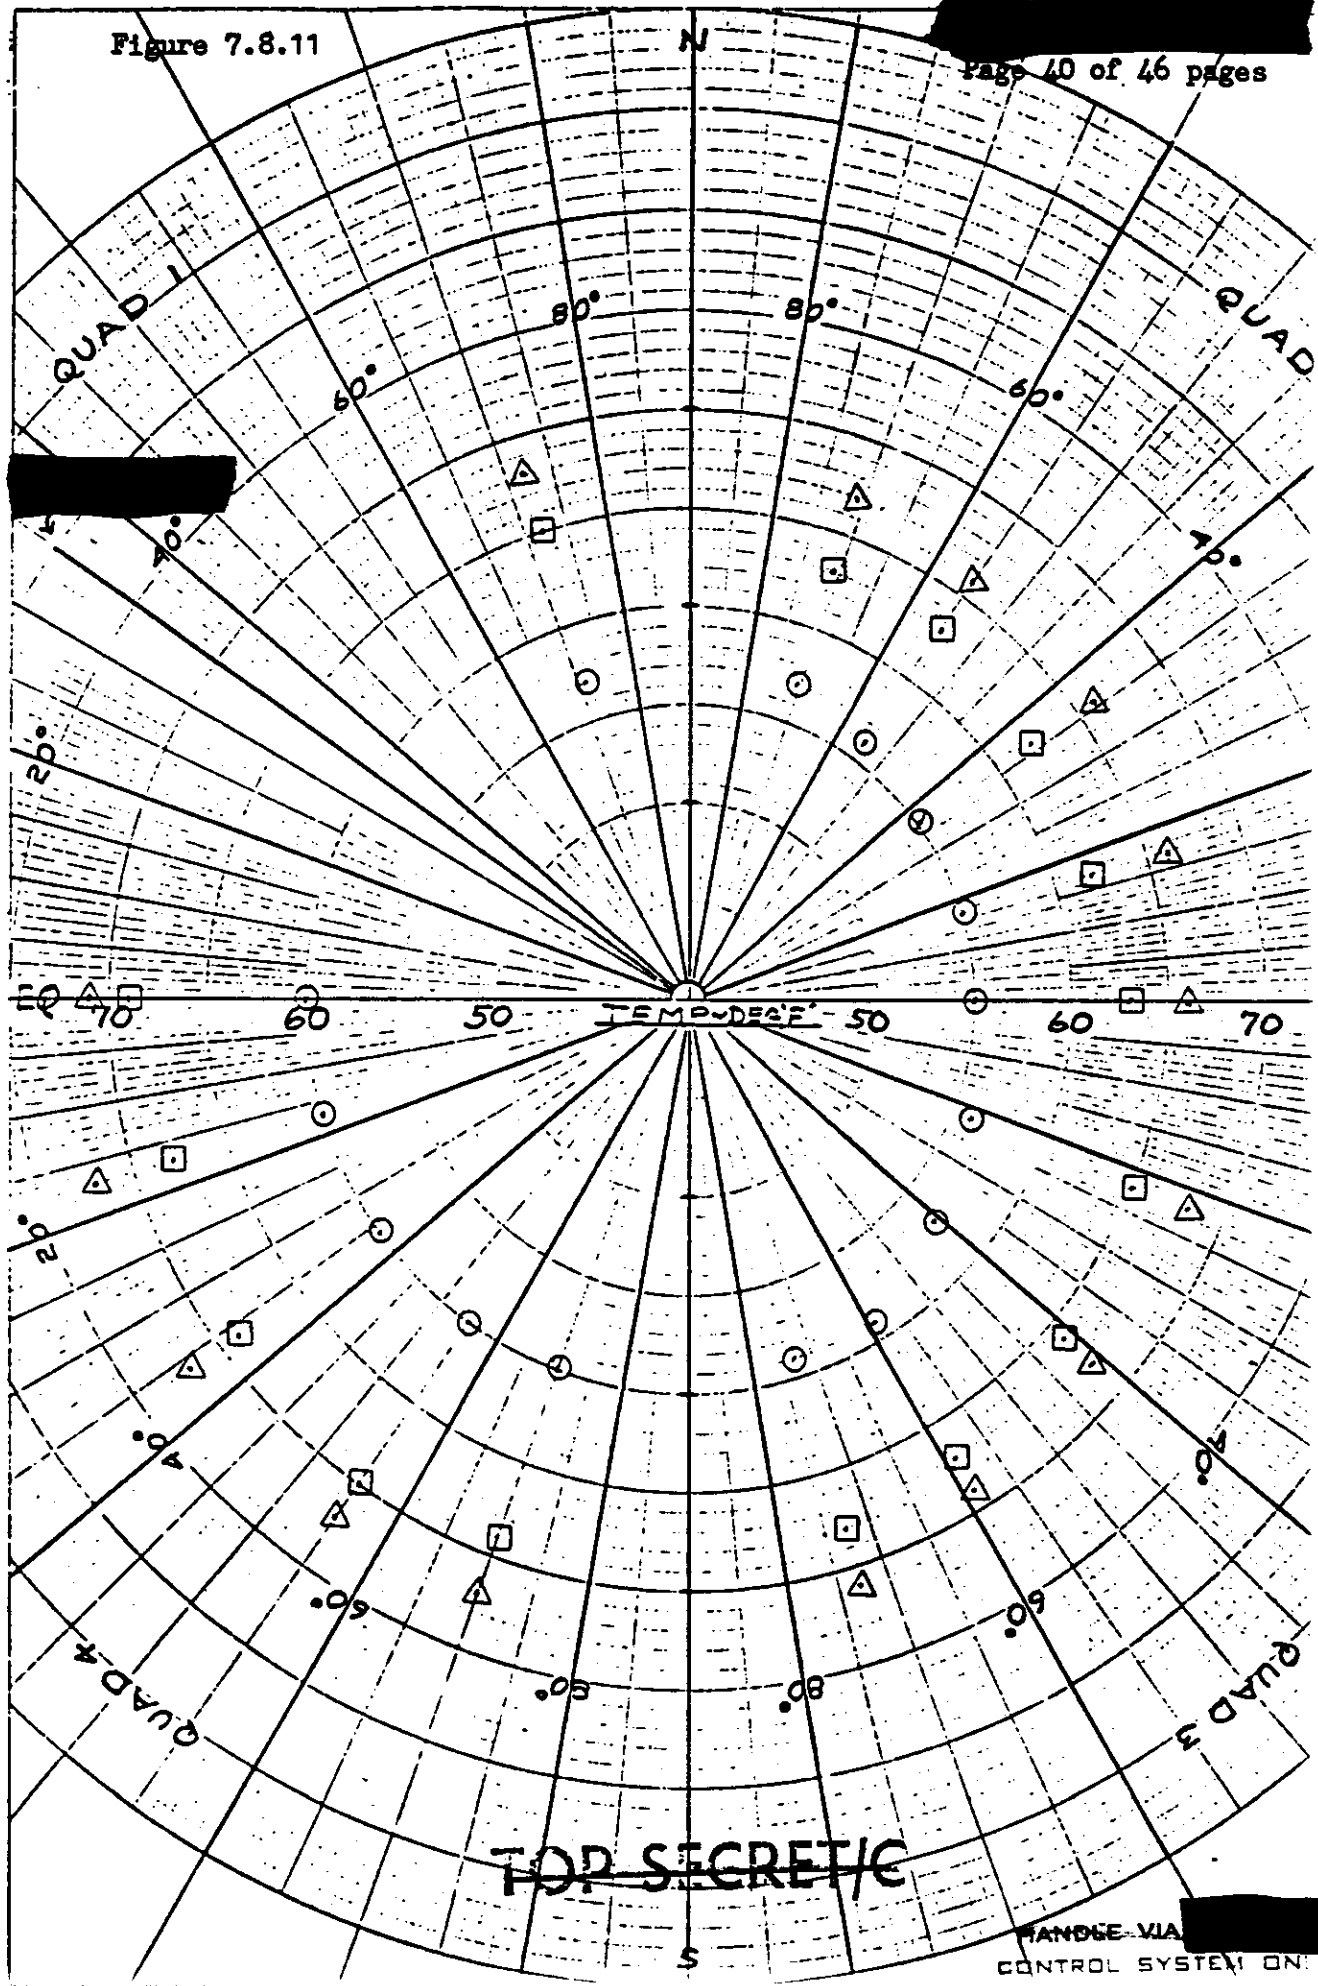 Figure 7.8.11
N
Page 40 of 46 pages
QUAD 1
QUAD
80° 80°
60° 60°
40° 40°
20°
EQ 70 60 50 TEMP~DEG F 50 60 70
20°
40° 40°
60° 60°
80° 80°
QUAD 4
QUAD 3
TOP SECRET/C
S
HANDLE VIA
CONTROL SYSTEM ON